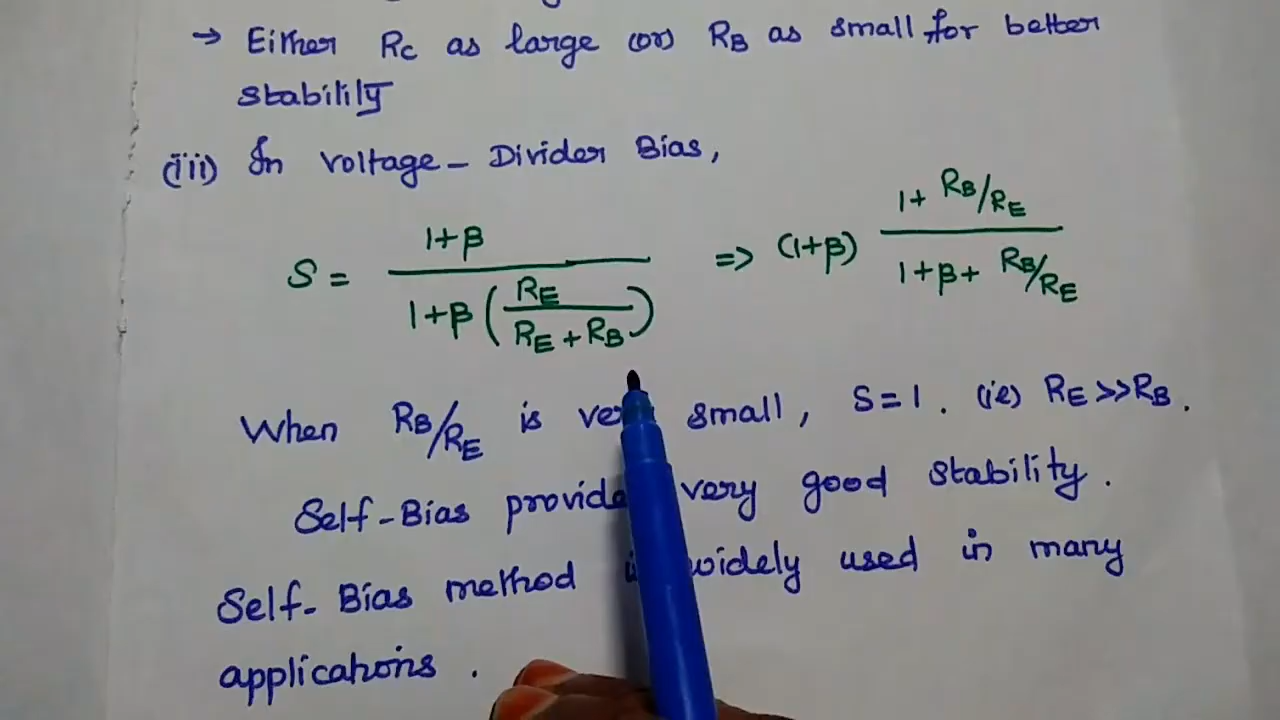 → Either RC as large (or) RB as small for better
stability
(iii) In Voltage - Divider Bias,
S = 1+β / 1+β (RE / RE + RB) => (1+β) 1+ RB/RE / 1+β+ RB/RE
When RB/RE is very small, S=1. (ie) RE >> RB.
Self-Bias provide very good stability.
Self-Bias method widely used in many
applications.